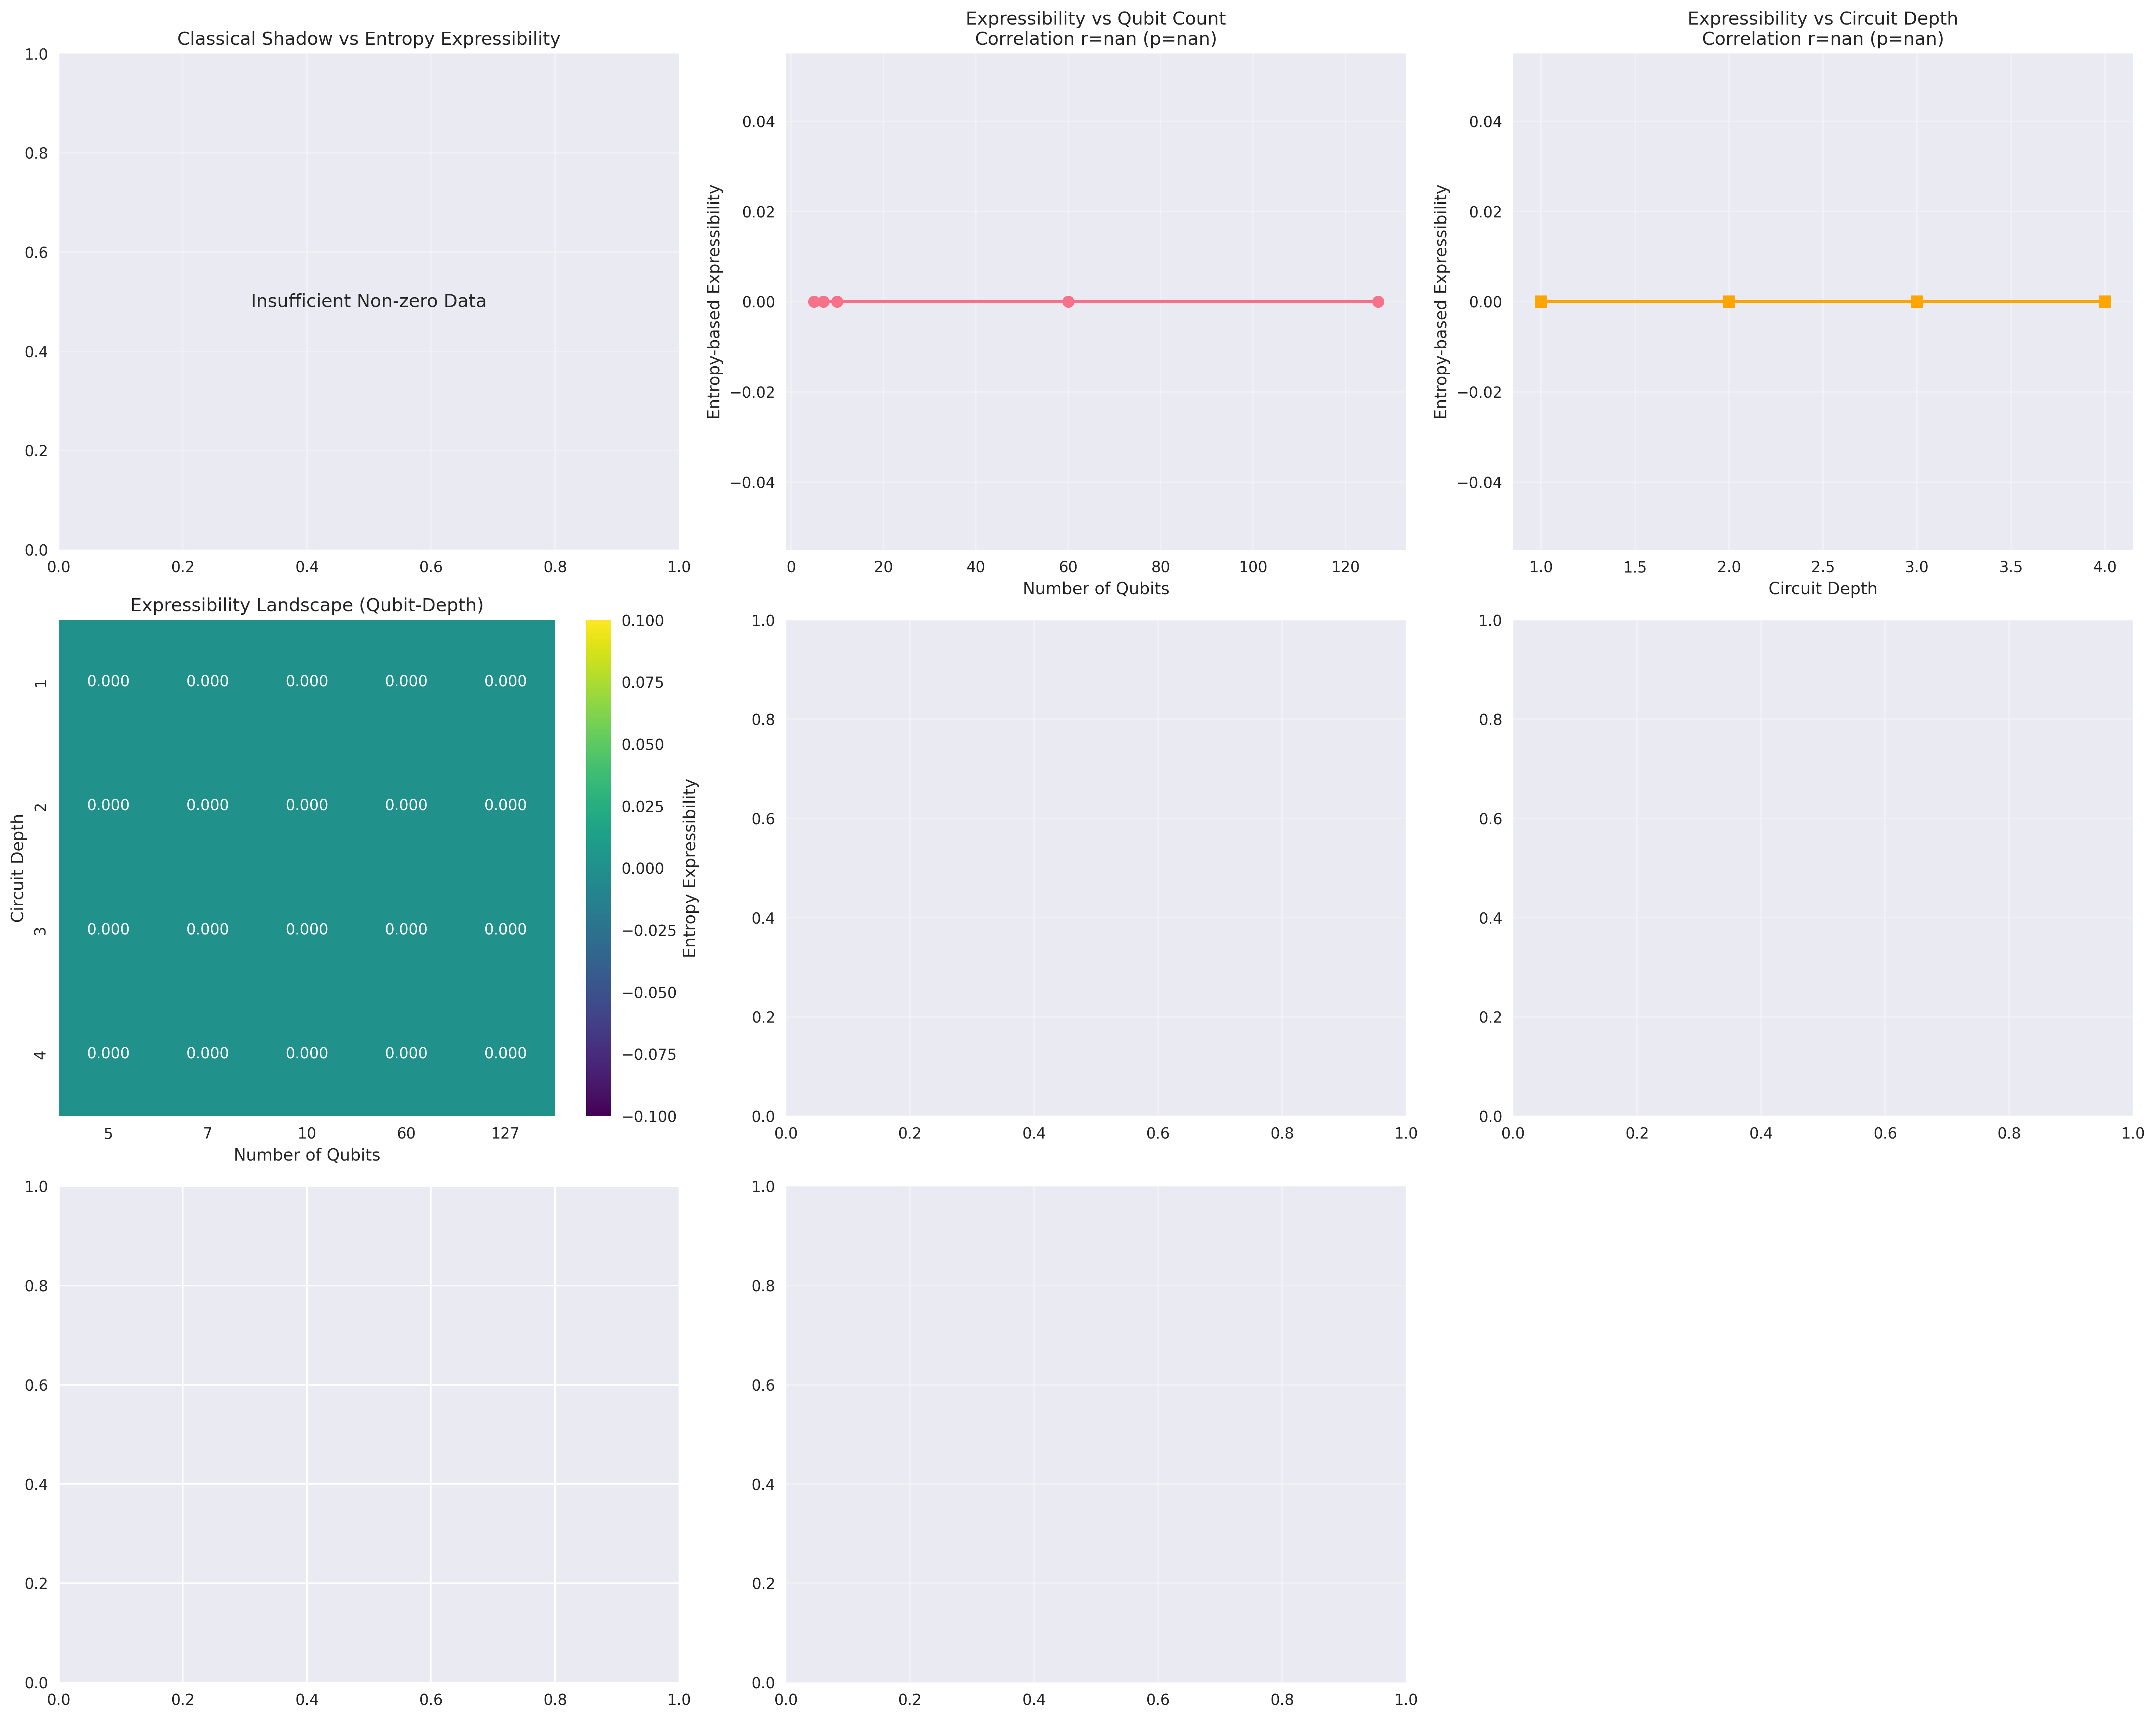 Classical Shadow vs Entropy Expressibility
1.0
0.8
0.6
0.4
0.2
0.0
Insufficient Non-zero Data
0.0 0.2 0.4 0.6 0.8 1.0
Expressibility vs Qubit Count
Correlation r=nan (p=nan)
Entropy-based Expressibility
0.04
0.02
0.00
−0.02
−0.04
0 20 40 60 80 100 120
Number of Qubits
Expressibility vs Circuit Depth
Correlation r=nan (p=nan)
Entropy-based Expressibility
0.04
0.02
0.00
−0.02
−0.04
1.0 1.5 2.0 2.5 3.0 3.5 4.0
Circuit Depth
Expressibility Landscape (Qubit-Depth)
Circuit Depth
1 0.000 0.000 0.000 0.000 0.000
2 0.000 0.000 0.000 0.000 0.000
3 0.000 0.000 0.000 0.000 0.000
4 0.000 0.000 0.000 0.000 0.000
5 7 10 60 127
Number of Qubits
0.100
0.075
0.050
0.025
0.000
−0.025
−0.050
−0.075
−0.100
Entropy Expressibility
1.0
0.8
0.6
0.4
0.2
0.0
0.0 0.2 0.4 0.6 0.8 1.0
1.0
0.8
0.6
0.4
0.2
0.0
0.0 0.2 0.4 0.6 0.8 1.0
1.0
0.8
0.6
0.4
0.2
0.0
0.0 0.2 0.4 0.6 0.8 1.0
1.0
0.8
0.6
0.4
0.2
0.0
0.0 0.2 0.4 0.6 0.8 1.0